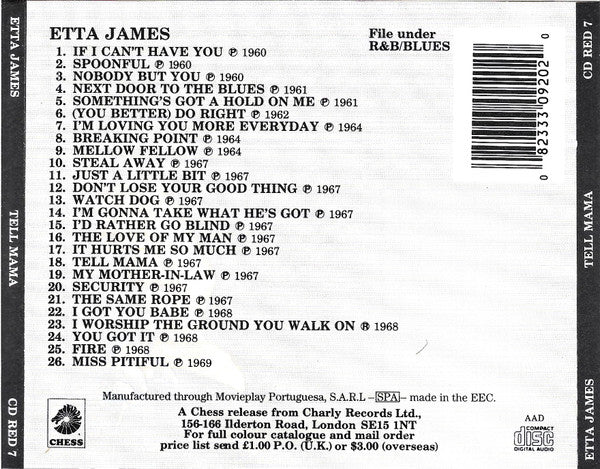 ETTA JAMES
TELL MAMA
CD RED 7
ETTA JAMES
File under
R&B/BLUES
1. IF I CAN'T HAVE YOU ℗ 1960
2. SPOONFUL ℗ 1960
3. NOBODY BUT YOU ℗ 1960
4. NEXT DOOR TO THE BLUES ℗ 1961
5. SOMETHING'S GOT A HOLD ON ME ℗ 1961
6. (YOU BETTER) DO RIGHT ℗ 1962
7. I'M LOVING YOU MORE EVERYDAY ℗ 1964
8. BREAKING POINT ℗ 1964
9. MELLOW FELLOW ℗ 1964
10. STEAL AWAY ℗ 1967
11. JUST A LITTLE BIT ℗ 1967
12. DON'T LOSE YOUR GOOD THING ℗ 1967
13. WATCH DOG ℗ 1967
14. I'M GONNA TAKE WHAT HE'S GOT ℗ 1967
15. I'D RATHER GO BLIND ℗ 1967
16. THE LOVE OF MY MAN ℗ 1967
17. IT HURTS ME SO MUCH ℗ 1967
18. TELL MAMA ℗ 1967
19. MY MOTHER-IN-LAW ℗ 1967
20. SECURITY ℗ 1967
21. THE SAME ROPE ℗ 1967
22. I GOT YOU BABE ℗ 1968
23. I WORSHIP THE GROUND YOU WALK ON ℗ 1968
24. YOU GOT IT ℗ 1968
25. FIRE ℗ 1968
26. MISS PITIFUL ℗ 1969
0 82333 09202 0
Manufactured through Movieplay Portuguesa, S.A.R.L –SPA– made in the EEC.
A Chess release from Charly Records Ltd.,
156-166 Ilderton Road, London SE15 1NT
For full colour catalogue and mail order
price list send £1.00 P.O. (U.K.) or $3.00 (overseas)
CHESS
AAD
COMPACT
disc
DIGITAL AUDIO
CD RED 7
TELL MAMA
ETTA JAMES